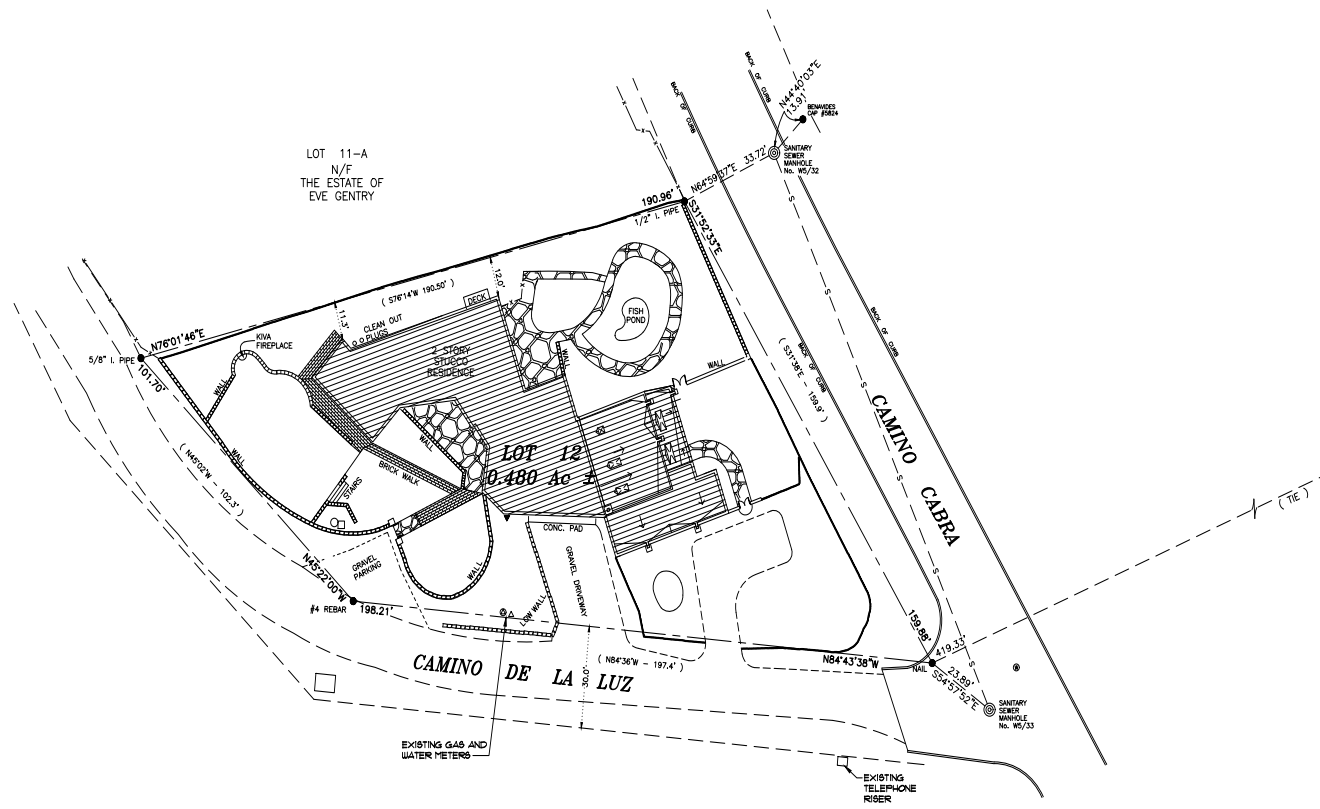 BACK OF CURB
BACK OF CURB
N44°40'03"E
13.91'
BENAVIDES
CAP #5824
SANITARY
SEWER
MANHOLE
No. W5/32
LOT 11-A
N/F
THE ESTATE OF
EVE GENTRY
N64°59'37"E 33.72'
190.96'
1/2" I. PIPE
S31°52'33"E
( S76°14'W 190.50' )
12.0'
DECK
11.3'
CLEAN OUT
PLUGS
FISH
POND
N76°01'46"E
KIVA
FIREPLACE
5/8" I. PIPE
101.70'
2 STORY
STUCCO
RESIDENCE
WALL
WALL
WALL
BACK OF CURB
BACK OF CURB
( S31°38'E - 159.9' )
S
S
S
S
S
S
CAMINO CABRA
WALL
WALL
LOT 12
0.480 Ac ±
( N45°02'W - 102.3' )
BRICK WALK
STAIRS
( TIE )
CONC. PAD
GRAVEL
PARKING
GRAVEL DRIVEWAY
WALL
LOW WALL
N45°22'00"W
#4 REBAR
198.21'
159.88'
419.33'
N84°43'38"W
NAIL
23.89'
S54°57'52"E
( N84°36'W - 197.4' )
CAMINO DE LA LUZ
30.0'
SANITARY
SEWER
MANHOLE
No. W5/33
EXISTING GAS AND
WATER METERS
EXISTING
TELEPHONE
RISER